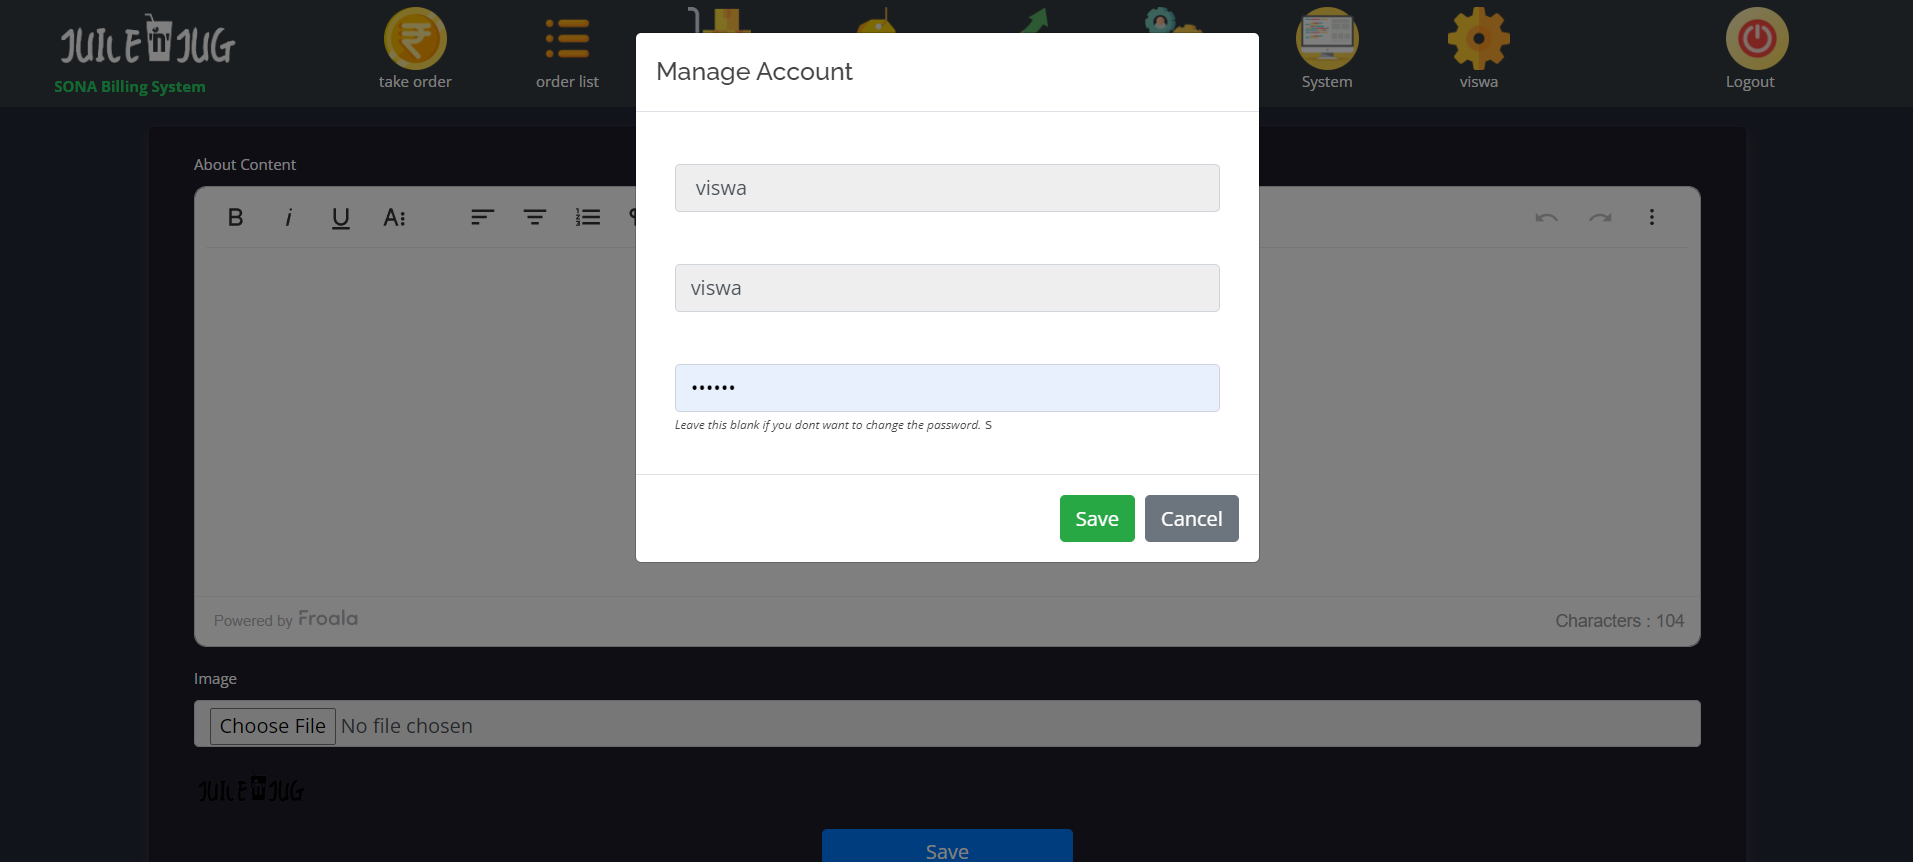 JUICE in JUG
SONA Billing System
take order
order list
System
viswa
Logout
Manage Account
viswa
viswa
••••••
Leave this blank if you dont want to change the password. S
Save Cancel
About Content
B i U A
Powered by Froala
Characters : 104
Image
Choose File No file chosen
JUICE in JUG
Save